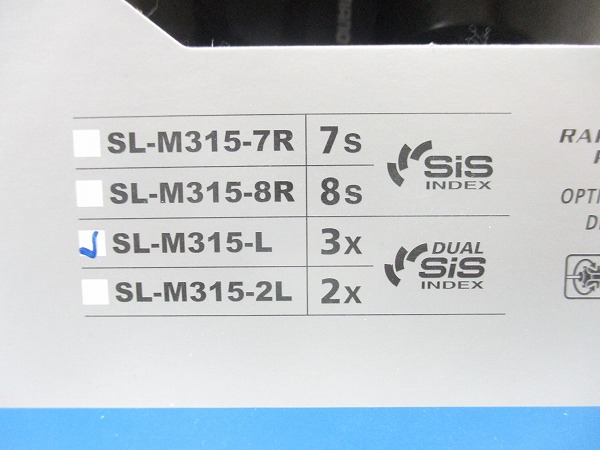 SL-M315-7R 7S
SiS
INDEX
SL-M315-8R 8S
SL-M315-L 3X
DUAL
SiS
INDEX
SL-M315-2L 2X